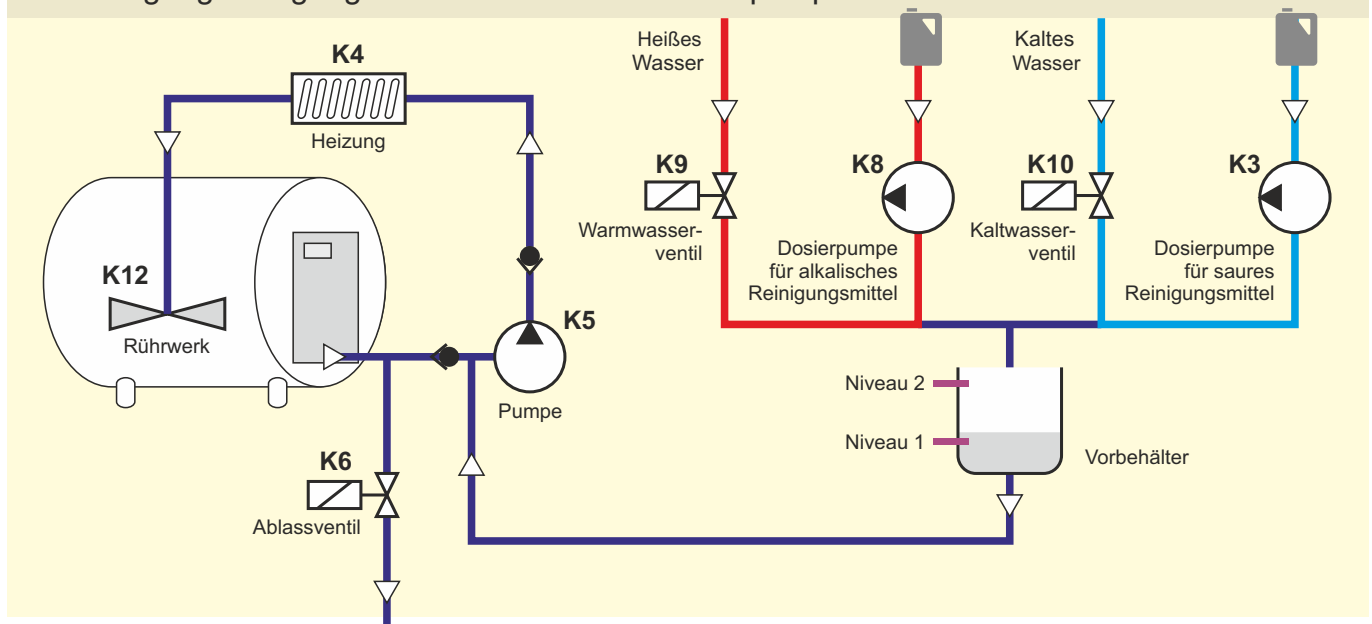 K4
Heizung
K12
Rührwerk
K5
Pumpe
K6
Ablassventil
Heißes
Wasser
K9
Warmwasser-
ventil
K8
Dosierpumpe
für alkalisches
Reinigungsmittel
Kaltes
Wasser
K10
Kaltwasser-
ventil
K3
Dosierpumpe
für saures
Reinigungsmittel
Niveau 2
Niveau 1
Vorbehälter